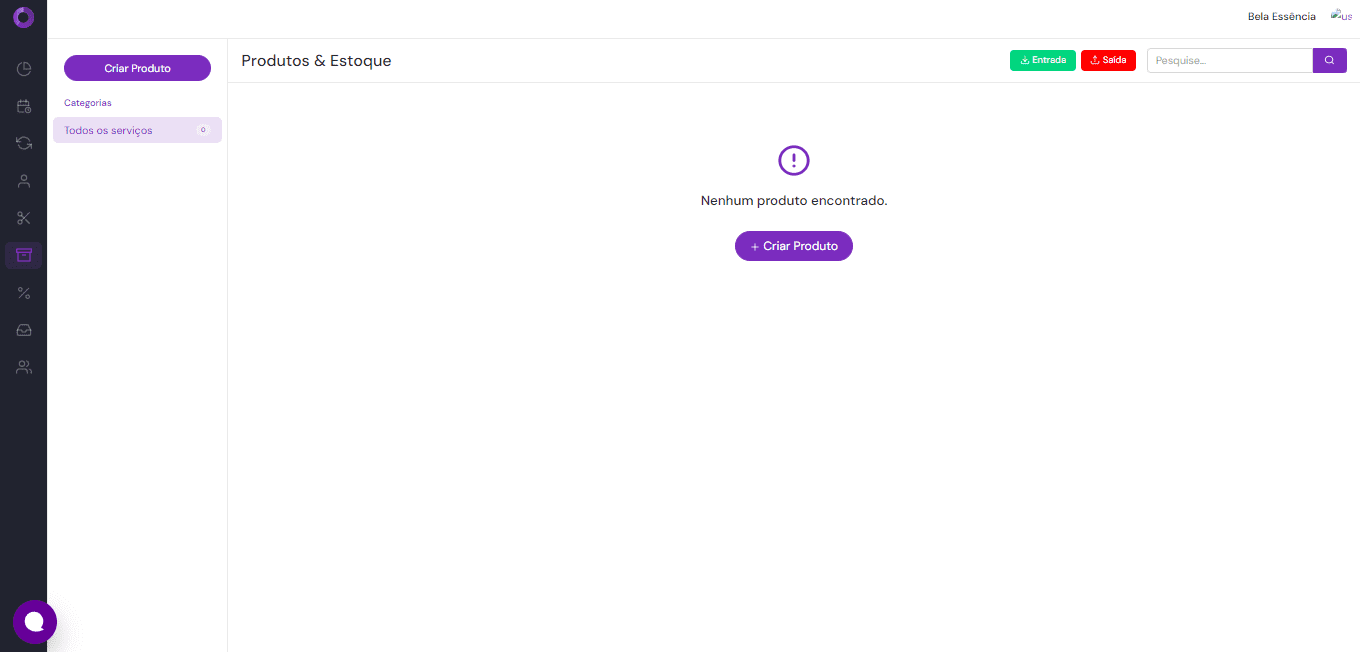 Bela Essência
us
Criar Produto
Produtos & Estoque
Entrada
Saída
Pesquise...
Categorias
Todos os serviços
0
Nenhum produto encontrado.
+ Criar Produto